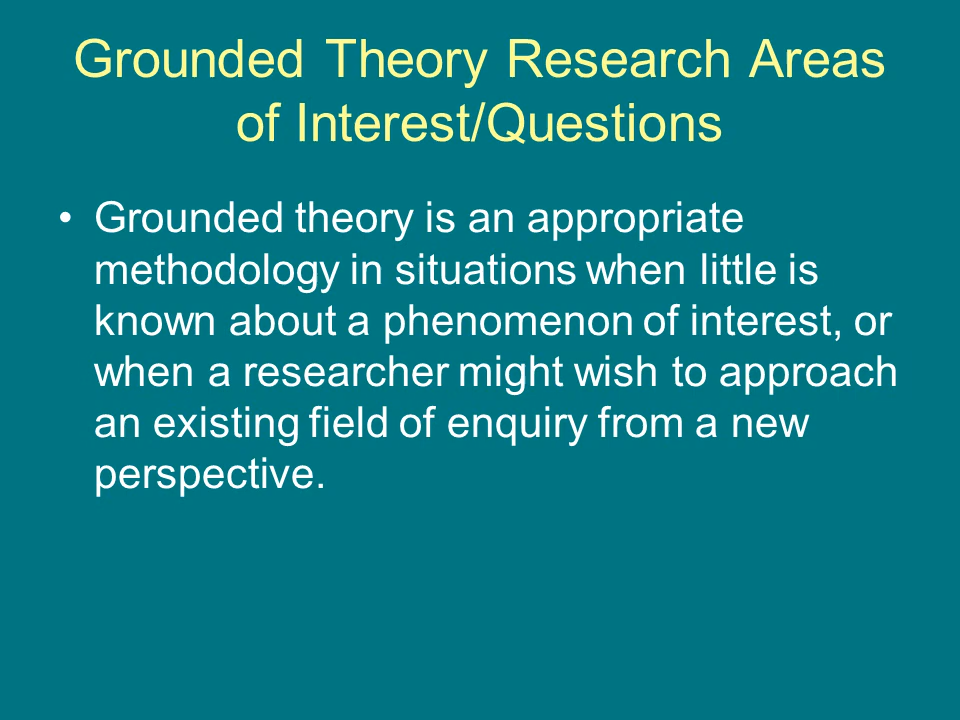 Grounded Theory Research Areas
of Interest/Questions
• Grounded theory is an appropriate
methodology in situations when little is
known about a phenomenon of interest, or
when a researcher might wish to approach
an existing field of enquiry from a new
perspective.